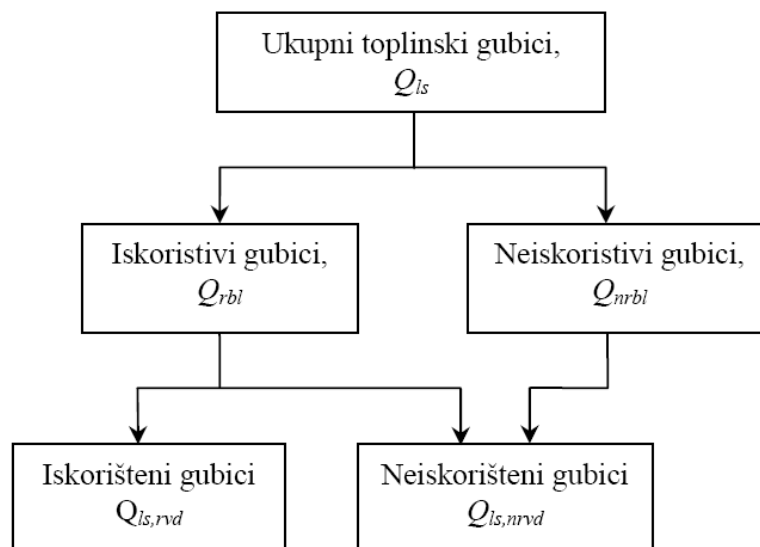 Ukupni toplinski gubici,
Qls
Iskoristivi gubici,
Qrbl
Neiskoristivi gubici,
Qnrbl
Iskorišteni gubici
Qls,rvd
Neiskorišteni gubici
Qls,nrvd